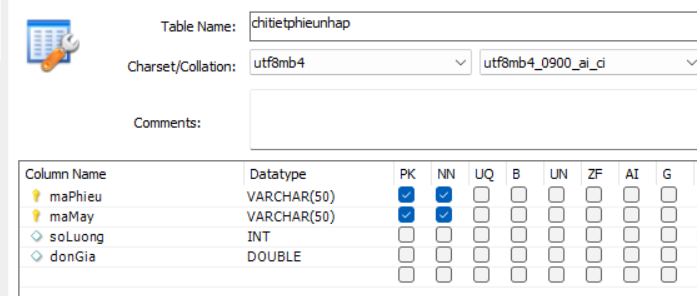 Table Name: chitietphieunhap
Charset/Collation: utf8mb4 utf8mb4_0900_ai_ci
Comments:
Column Name Datatype PK NN UQ B UN ZF AI G
maPhieu VARCHAR(50)
maMay VARCHAR(50)
soLuong INT
donGia DOUBLE